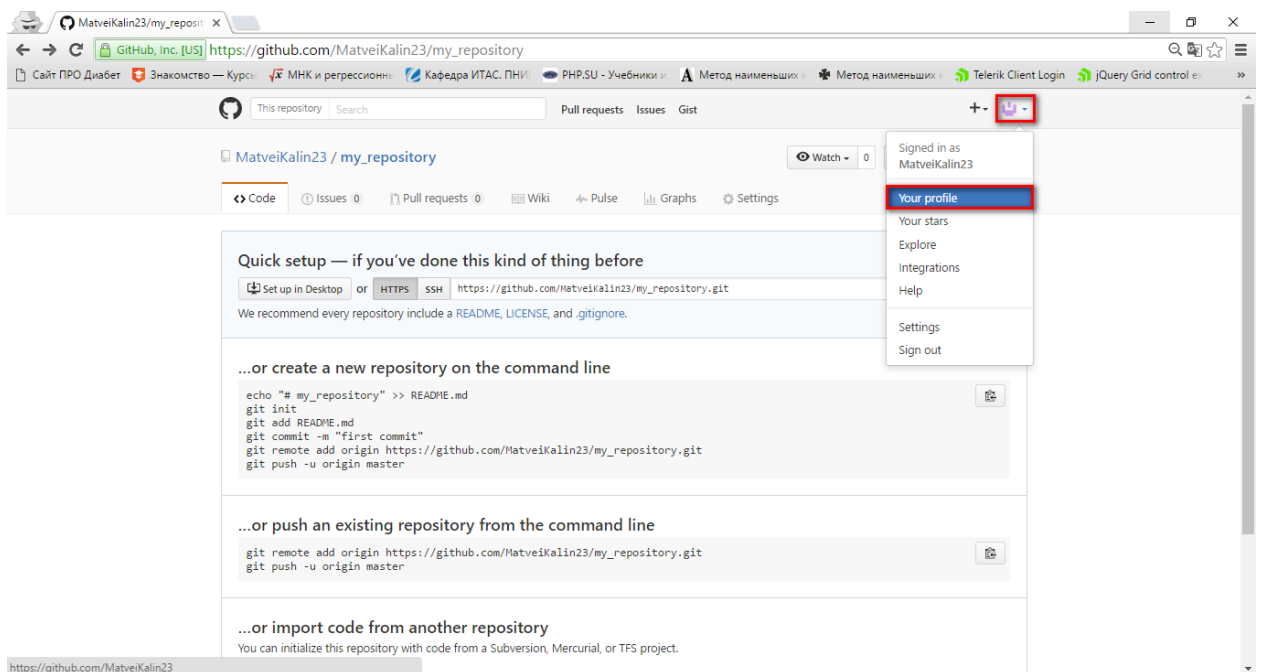 MatveiKalin23/my_reposit
GitHub, Inc. [US] https://github.com/MatveiKalin23/my_repository
Сайт ПРО Диабет Знакомство — Курсы МНК и регрессионн Кафедра ИТАС. ПНИ PHP.SU - Учебники и Метод наименьших Метод наименьших Telerik Client Login jQuery Grid control e »
This repository Search Pull requests Issues Gist
MatveiKalin23 / my_repository Watch 0
Signed in as
MatveiKalin23
Code Issues 0 Pull requests 0 Wiki Pulse Graphs Settings
Your profile
Your stars
Explore
Integrations
Help
Settings
Sign out
Quick setup — if you've done this kind of thing before
Set up in Desktop or HTTPS SSH https://github.com/MatveiKalin23/my_repository.git
We recommend every repository include a README, LICENSE, and .gitignore.
…or create a new repository on the command line
echo "# my_repository" >> README.md
git init
git add README.md
git commit -m "first commit"
git remote add origin https://github.com/MatveiKalin23/my_repository.git
git push -u origin master
…or push an existing repository from the command line
git remote add origin https://github.com/MatveiKalin23/my_repository.git
git push -u origin master
…or import code from another repository
You can initialize this repository with code from a Subversion, Mercurial, or TFS project.
https://github.com/MatveiKalin23